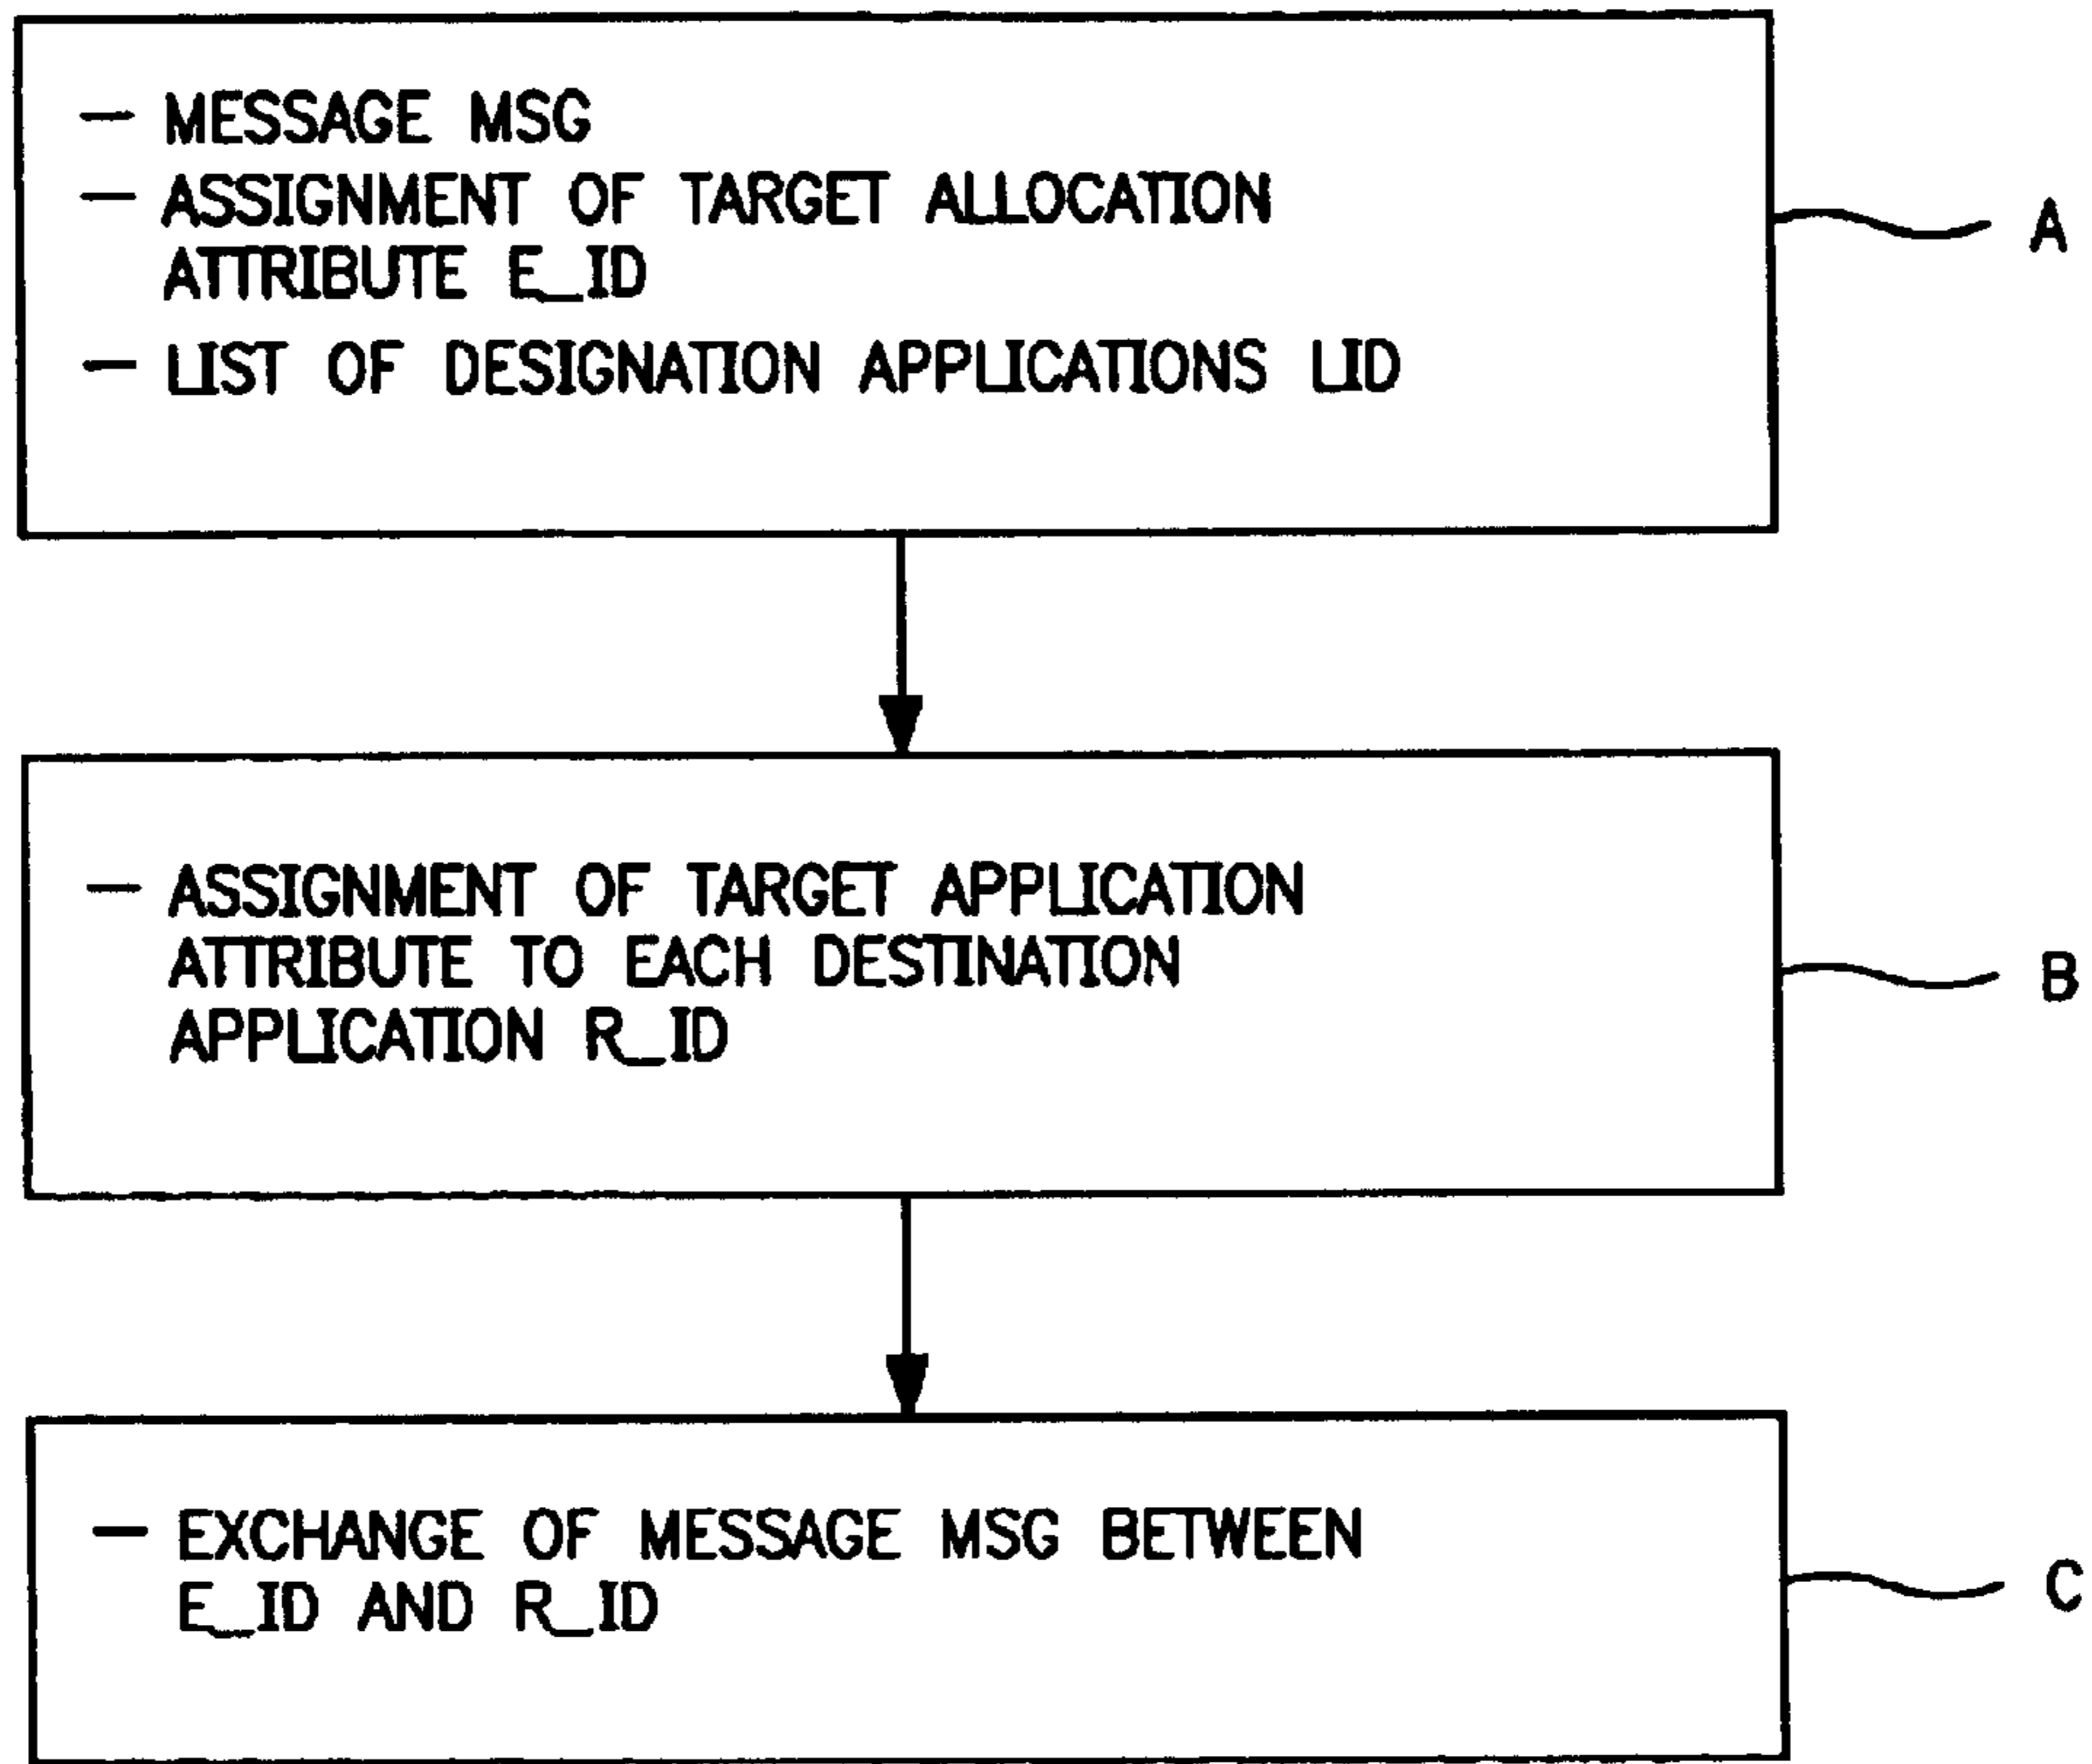 — MESSAGE MSG
— ASSIGNMENT OF TARGET ALLOCATION
ATTRIBUTE E_ID
— LIST OF DESIGNATION APPLICATIONS LID
A
— ASSIGNMENT OF TARGET APPLICATION
ATTRIBUTE TO EACH DESTINATION
APPLICATION R_ID
B
— EXCHANGE OF MESSAGE MSG BETWEEN
E_ID AND R_ID
C